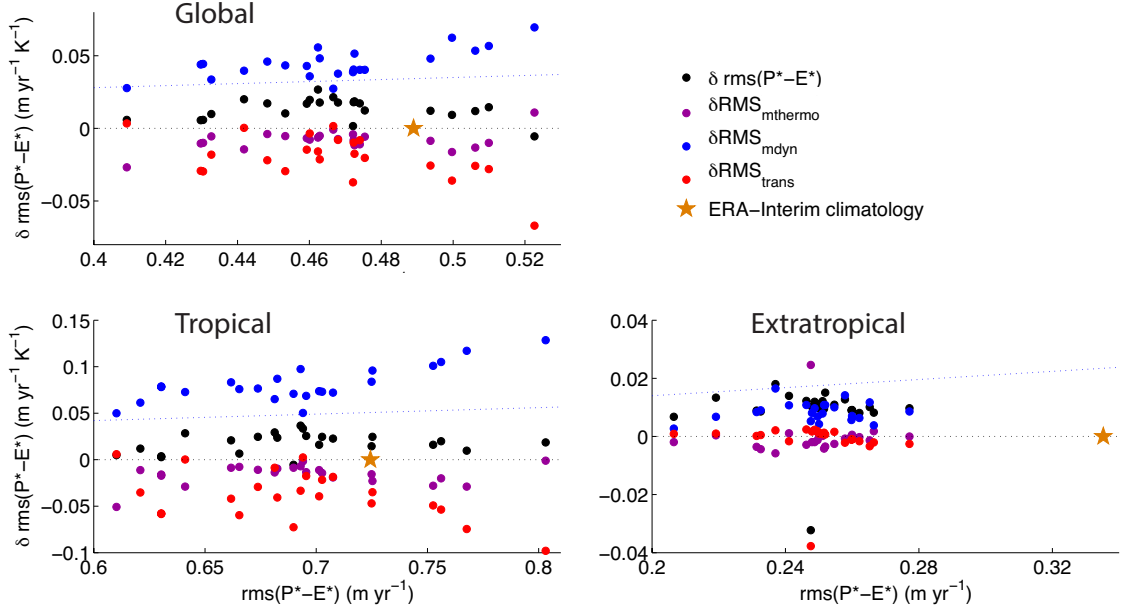 Global
δ rms(P*−E*) (m yr−1 K−1)
0.05
0
−0.05
0.4 0.42 0.44 0.46 0.48 0.5 0.52
δ rms(P*−E*)
δRMSmthermo
δRMSmdyn
δRMStrans
ERA−Interim climatology
Tropical
δ rms(P*−E*) (m yr−1 K−1)
0.15
0.1
0.05
0
−0.05
−0.1
0.6 0.65 0.7 0.75 0.8
rms(P*−E*) (m yr−1)
Extratropical
0.04
0.02
0
−0.02
−0.04
0.2 0.24 0.28 0.32
rms(P*−E*) (m yr−1)